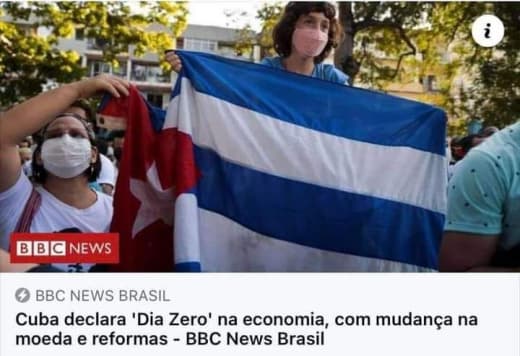 BBC NEWS
BBC NEWS BRASIL
Cuba declara 'Dia Zero' na economia, com mudança na
moeda e reformas - BBC News Brasil